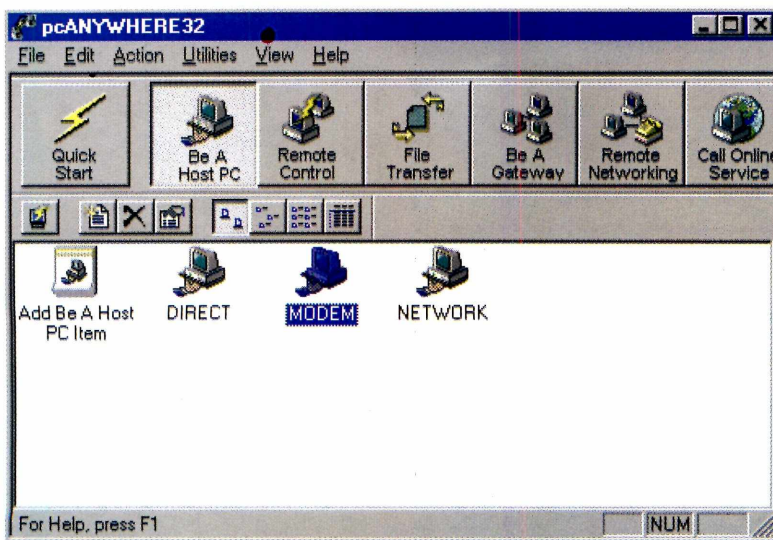 pcANYWHERE32
File Edit Action Utilities View Help
Quick
Start
Be A
Host PC
Remote
Control
File
Transfer
Be A
Gateway
Remote
Networking
Call Online
Service
Add Be A Host
PC Item
DIRECT
MODEM
NETWORK
For Help, press F1
NUM